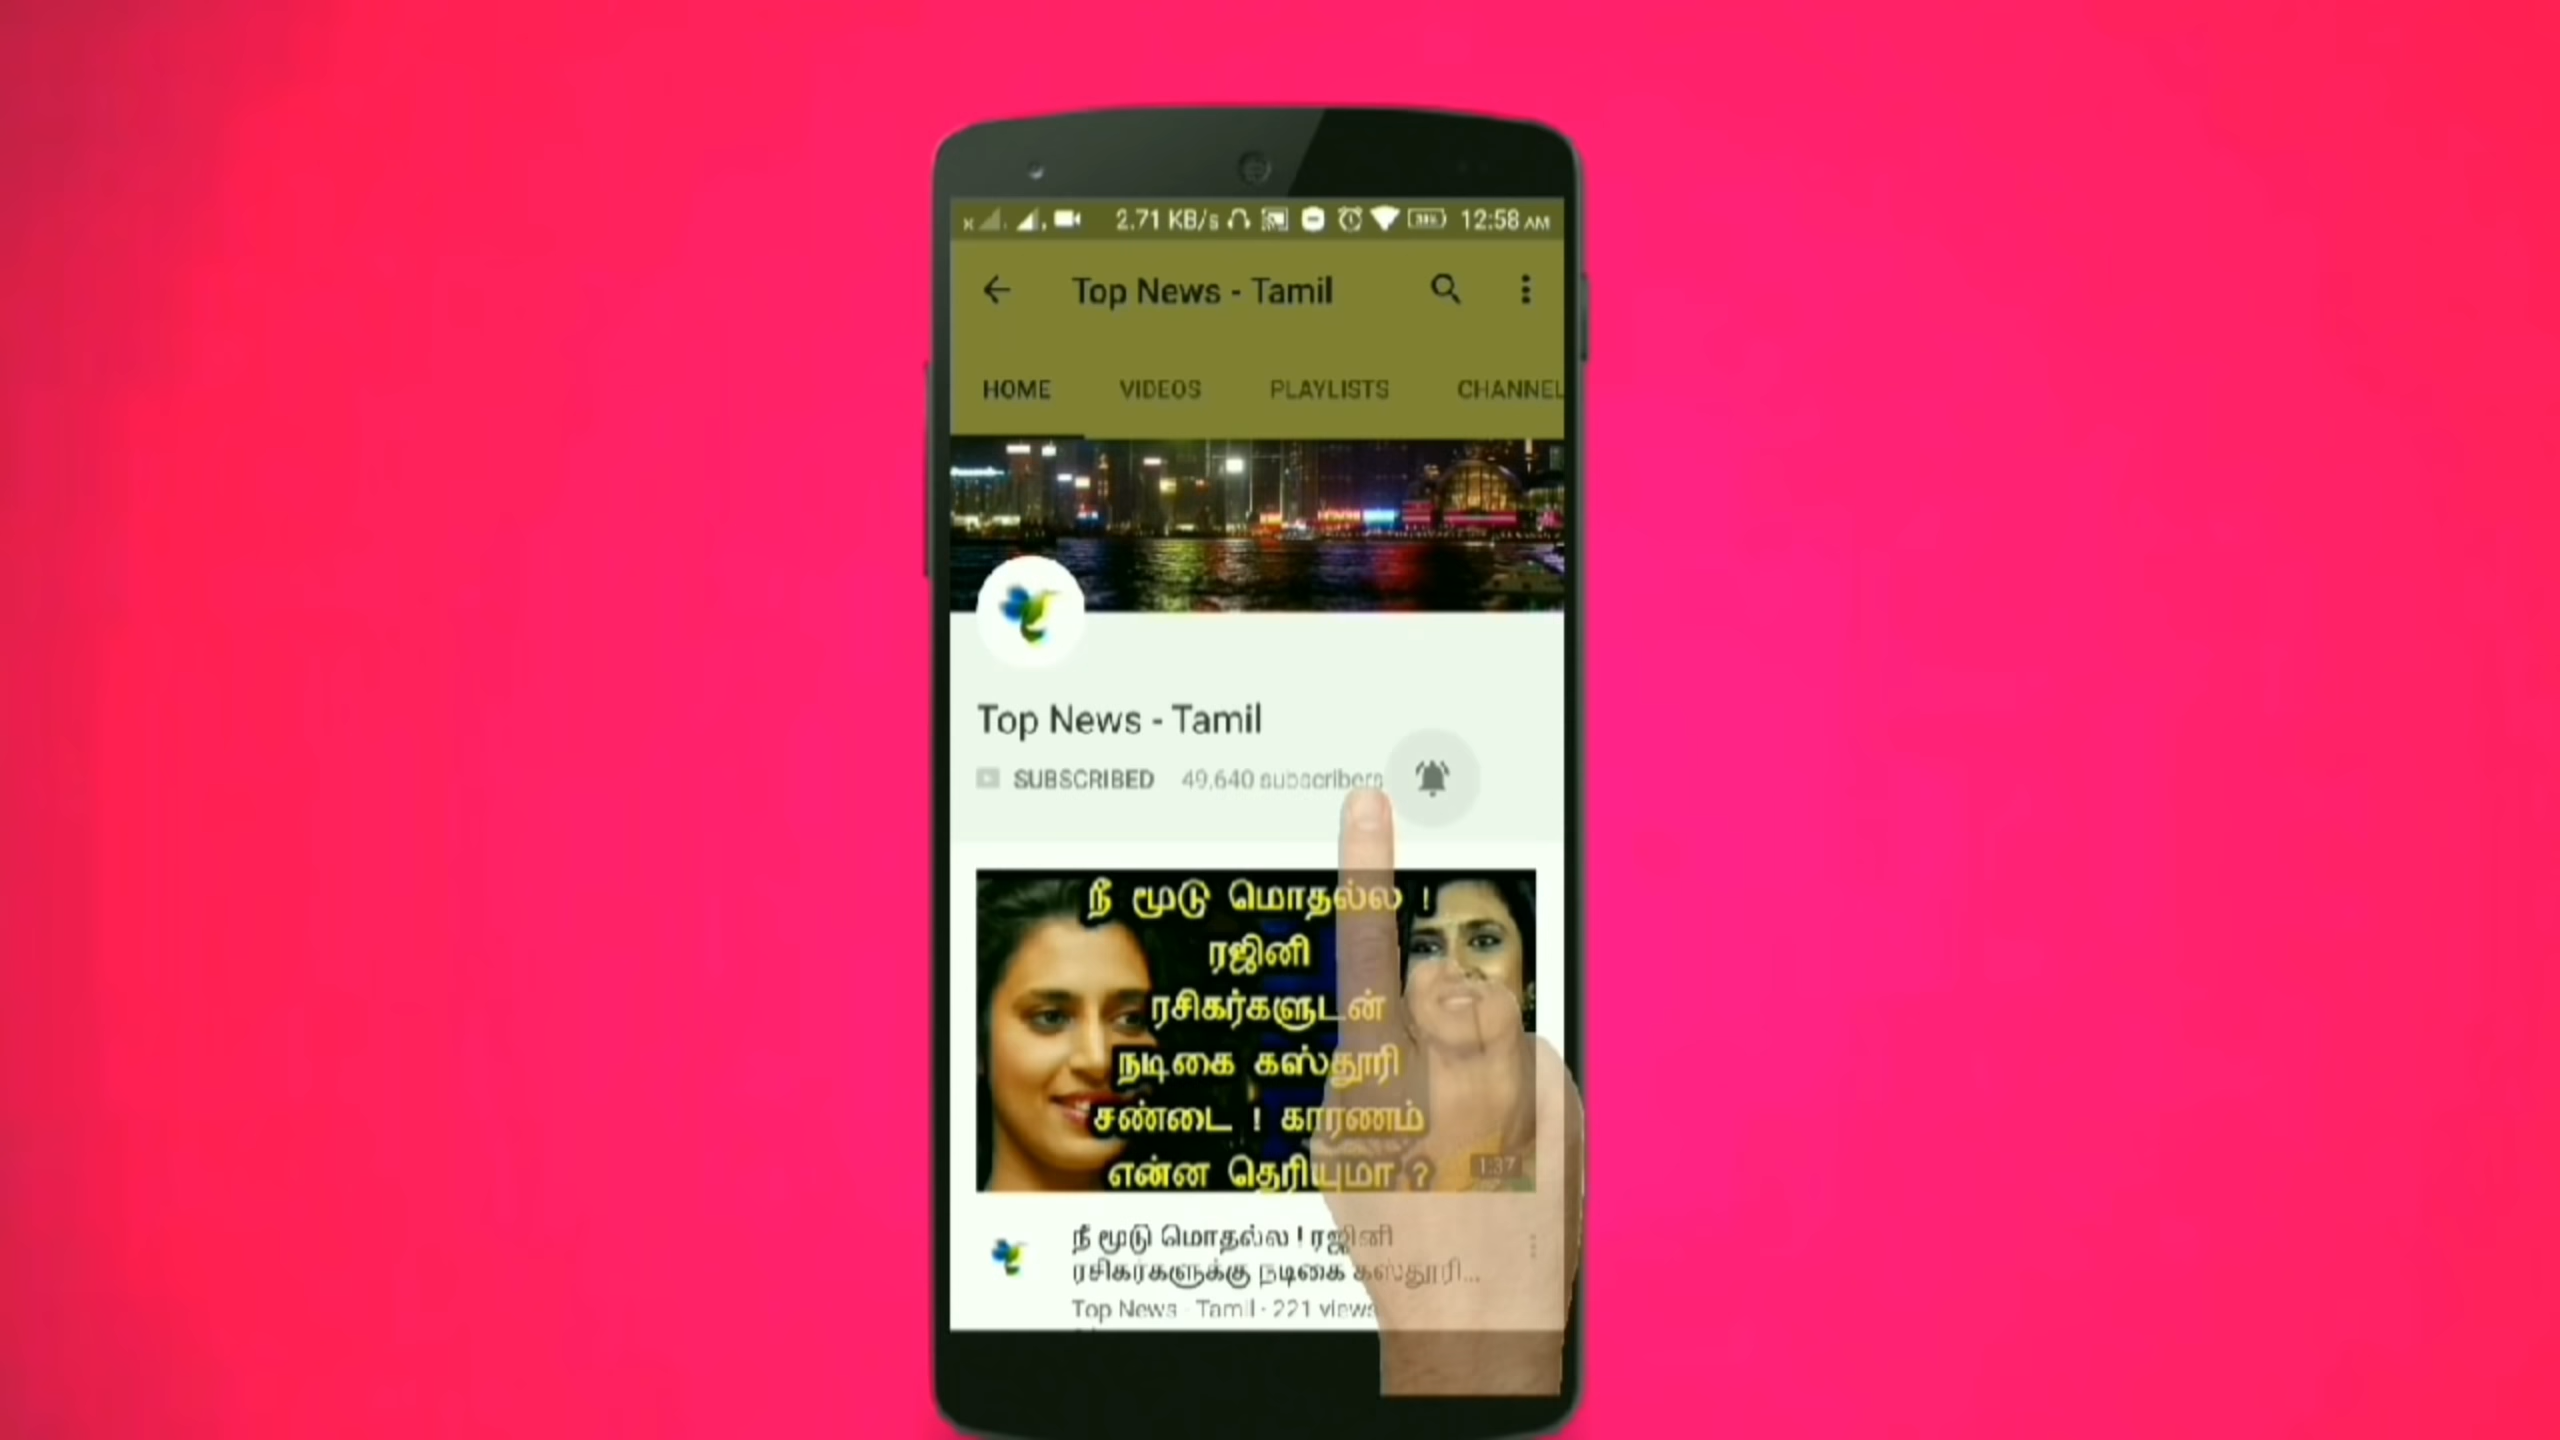 2.71 KB/s 12:58 AM
Top News - Tamil
HOME VIDEOS PLAYLISTS CHANNEL
Top News - Tamil
SUBSCRIBED 49,640 subscribers
நீ மூடு மொதல்ல !
ரஜினி
ரசிகர்களுடன்
நடிகை கஸ்தூரி
சண்டை ! காரணம்
என்ன தெரியுமா ?
1:37
நீ மூடு மொதல்ல ! ரஜினி
ரசிகர்களுக்கு நடிகை கஸ்தூரி...
Top News - Tamil · 221 views